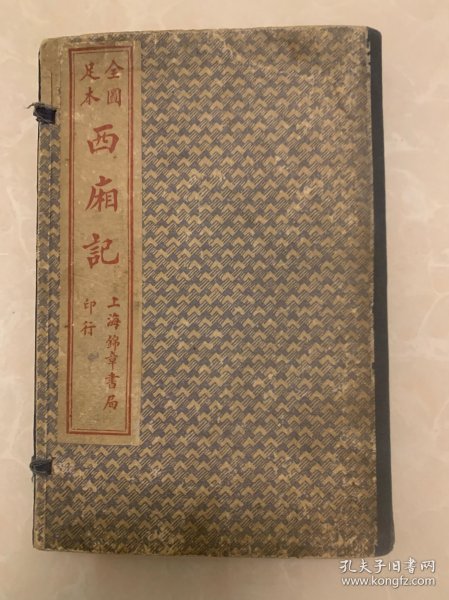 全圖
足本
西廂記
上海錦章書局
印行
孔夫子旧书网
www.kongfz.com